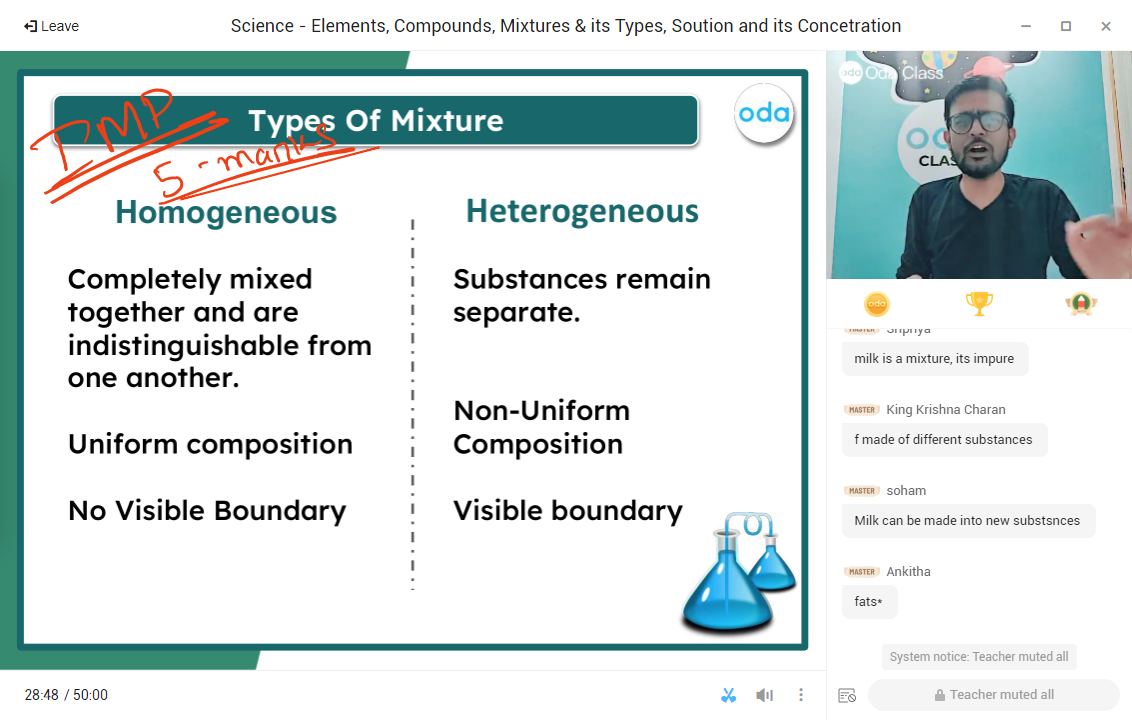 Leave
Science - Elements, Compounds, Mixtures & its Types, Soution and its Concetration
IMP
Types Of Mixture
5 - marks
oda
Homogeneous
Completely mixed
together and are
indistinguishable from
one another.
Uniform composition
No Visible Boundary
Heterogeneous
Substances remain
separate.
Non-Uniform
Composition
Visible boundary
oda Oda Class
CLAS
oda
MASTER Sripriya
milk is a mixture, its impure
MASTER King Krishna Charan
f made of different substances
MASTER soham
Milk can be made into new substsnces
MASTER Ankitha
fats*
System notice: Teacher muted all
28:48 / 50:00
Teacher muted all